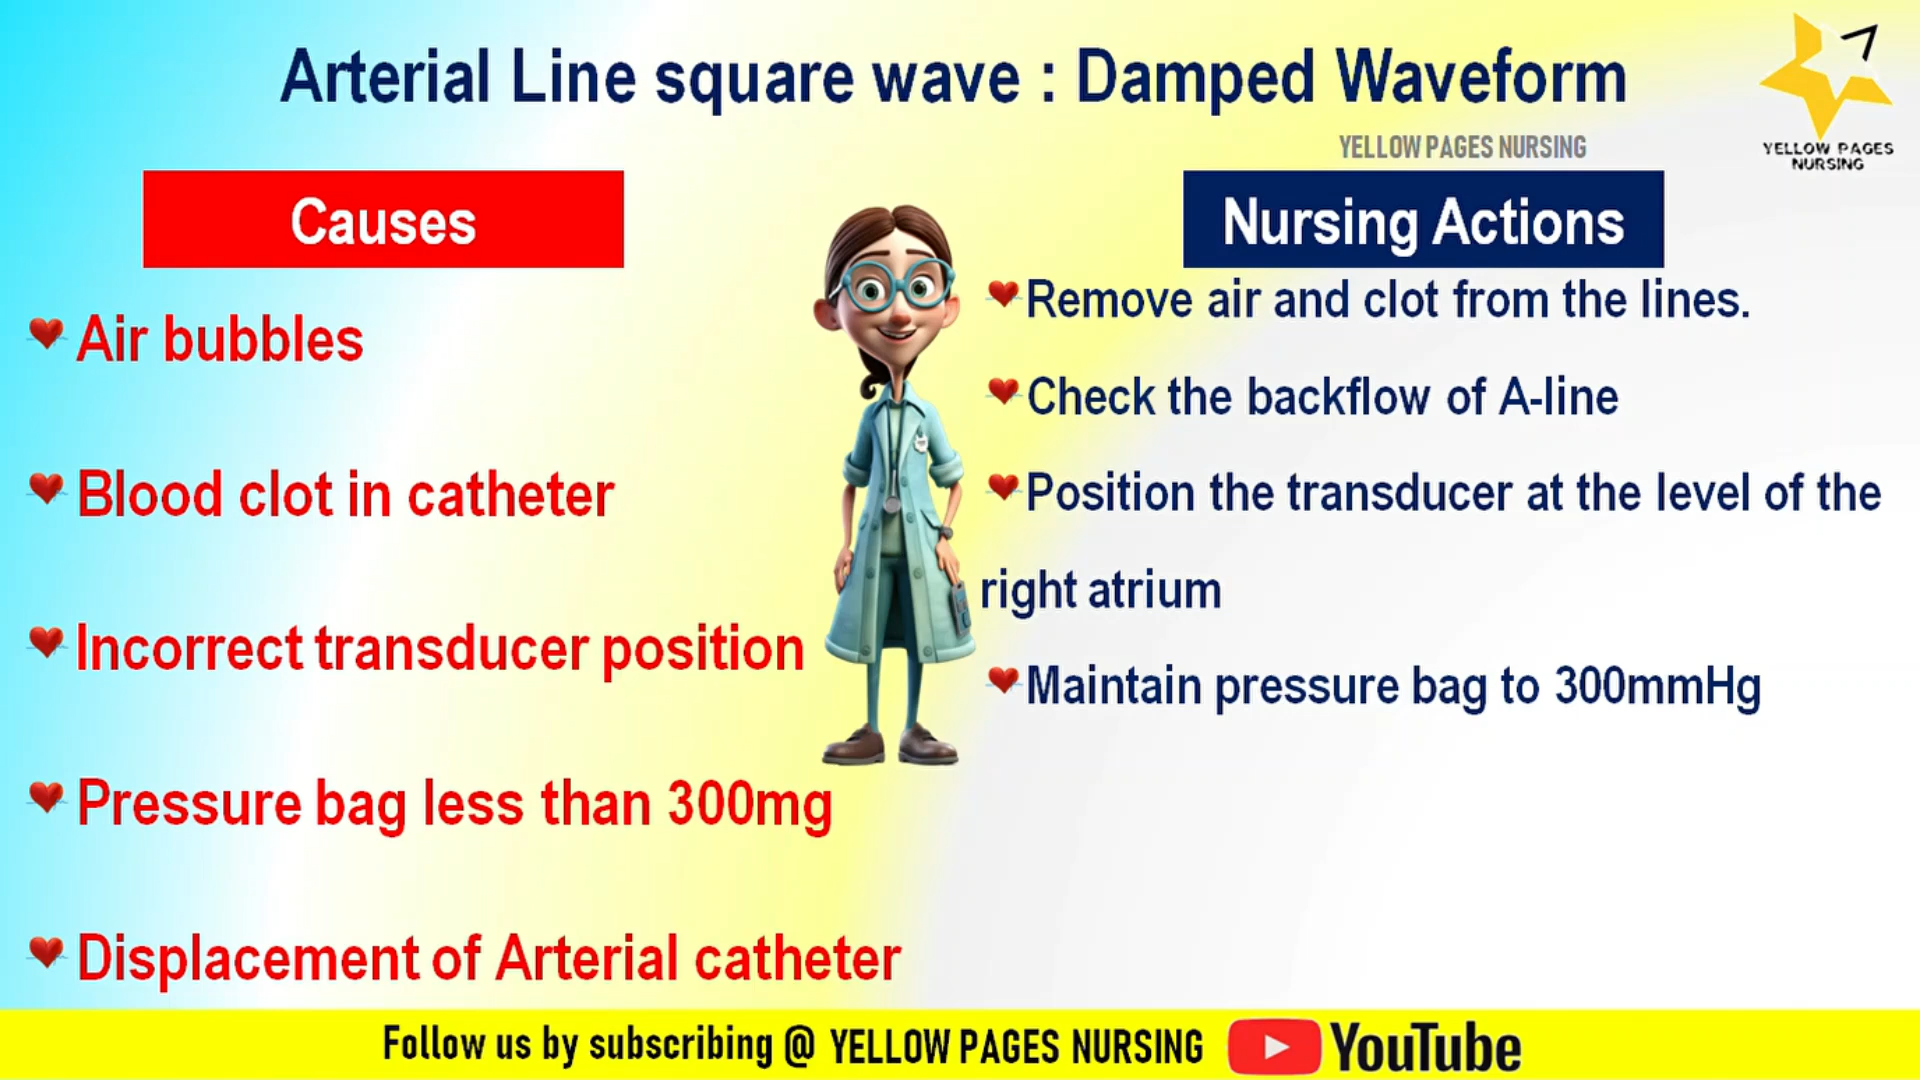 Arterial Line square wave : Damped Waveform
YELLOW PAGES NURSING
YELLOW PAGES
NURSING
Causes
Air bubbles
Blood clot in catheter
Incorrect transducer position
Pressure bag less than 300mg
Displacement of Arterial catheter
Nursing Actions
Remove air and clot from the lines.
Check the backflow of A-line
Position the transducer at the level of the
right atrium
Maintain pressure bag to 300mmHg
Follow us by subscribing @ YELLOW PAGES NURSING YouTube